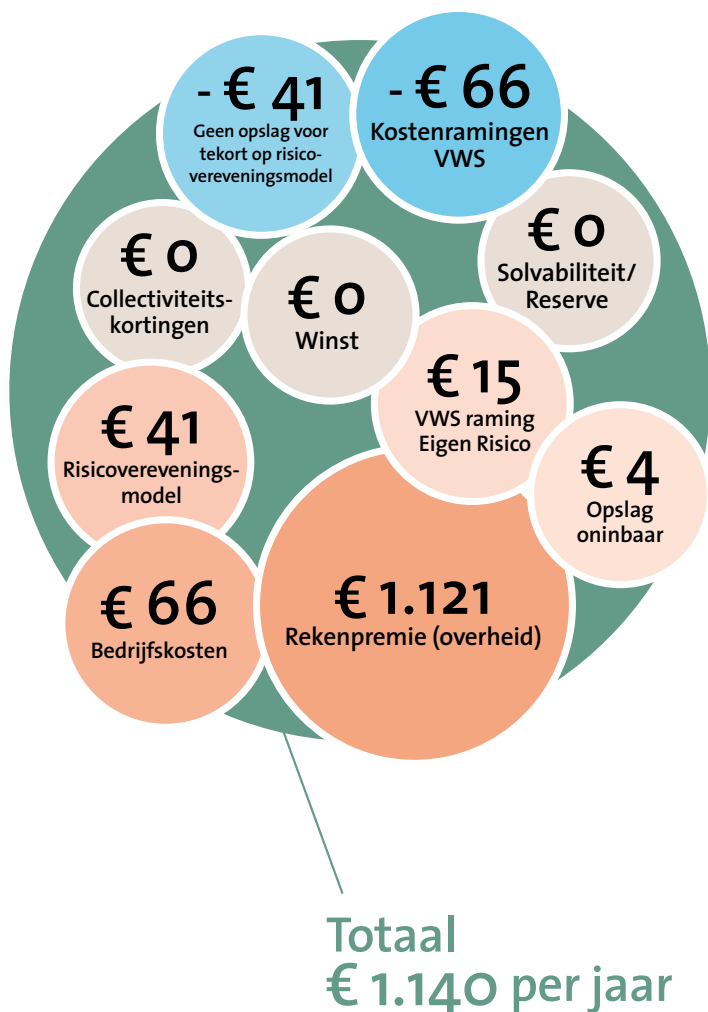 - € 41
Geen opslag voor
tekort op risico-
vereveningsmodel
- € 66
Kostenramingen
VWS
€ 0
Collectiviteits-
kortingen
€ 0
Winst
€ 0
Solvabiliteit/
Reserve
€ 41
Risicoverevenings-
model
€ 15
VWS raming
Eigen Risico
€ 4
Opslag
oninbaar
€ 66
Bedrijfskosten
€ 1.121
Rekenpremie (overheid)
Totaal
€ 1.140 per jaar